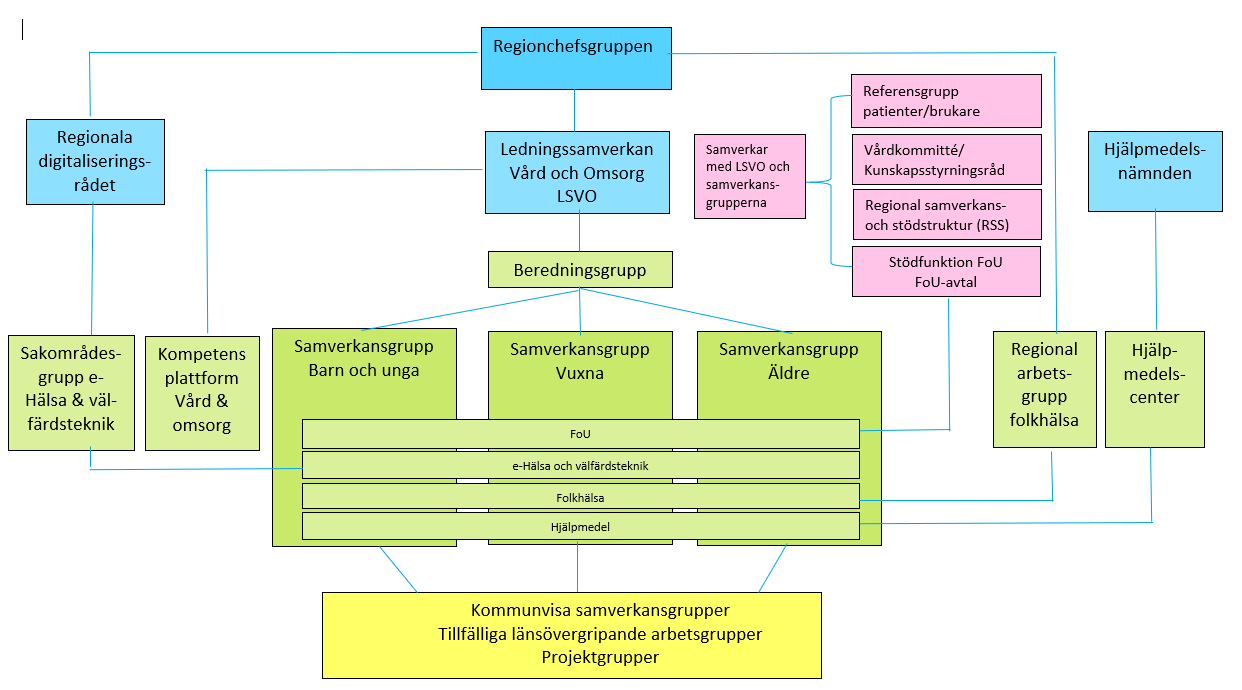 Regionchefsgruppen
Regionala
digitaliserings-
rådet
Ledningssamverkan
Vård och Omsorg
LSVO
Samverkar
med LSVO och
samverkans-
grupperna
Referensgrupp
patienter/brukare
Vårdkommitté/
Kunskapsstyrningsråd
Regional samverkans-
och stödstruktur (RSS)
Stödfunktion FoU
FoU-avtal
Hjälpmedels-
nämnden
Beredningsgrupp
Sakområdes-
grupp e-
Hälsa & väl-
färdsteknik
Kompetens
plattform
Vård &
omsorg
Samverkansgrupp
Barn och unga
Samverkansgrupp
Vuxna
Samverkansgrupp
Äldre
Regional
arbets-
grupp
folkhälsa
Hjälp-
medels-
center
FoU
e-Hälsa och välfärdsteknik
Folkhälsa
Hjälpmedel
Kommunvisa samverkansgrupper
Tillfälliga länsövergripande arbetsgrupper
Projektgrupper